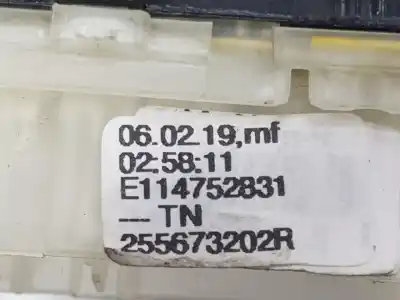 06.02.19,mf
02:58:11
E114752831
--- TN
255673202R